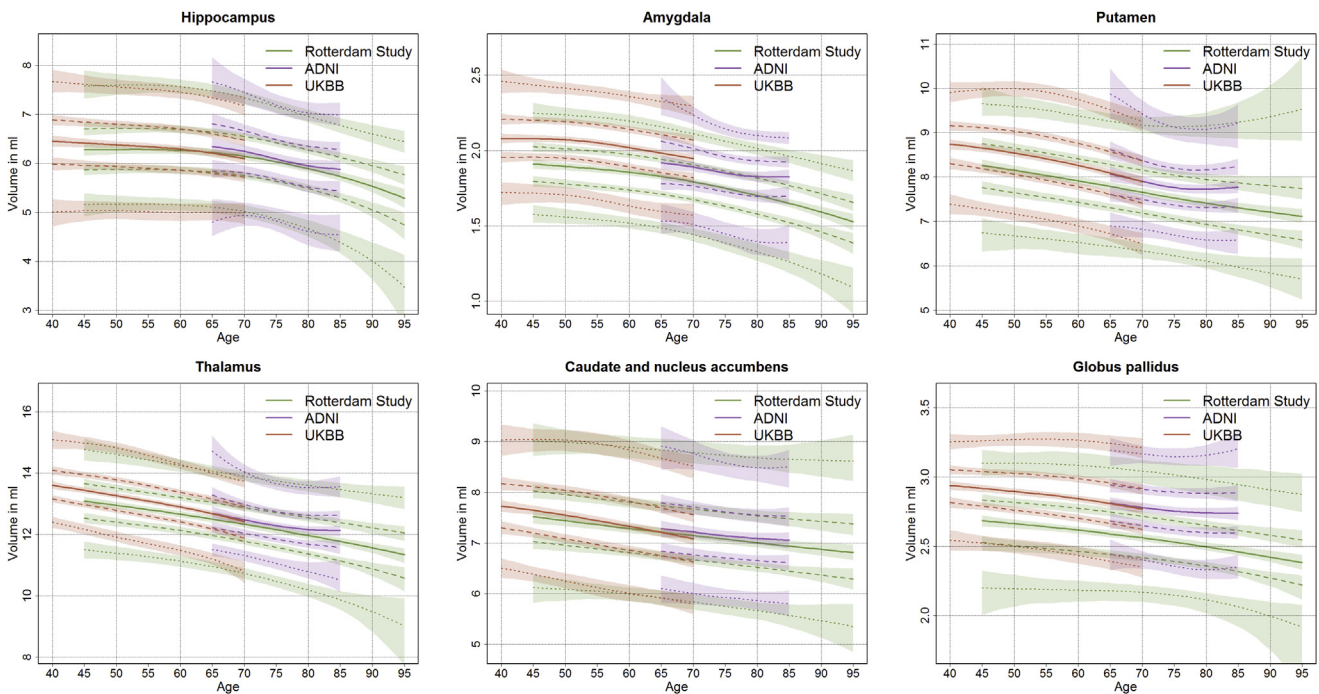 Hippocampus
Volume in ml
8
7
6
5
4
3
Rotterdam Study
ADNI
UKBB
40 45 50 55 60 65 70 75 80 85 90 95
Age
Amygdala
Volume in ml
2.5
2.0
1.5
1.0
Rotterdam Study
ADNI
UKBB
40 45 50 55 60 65 70 75 80 85 90 95
Age
Putamen
Volume in ml
11
10
9
8
7
6
5
Rotterdam Study
ADNI
UKBB
40 45 50 55 60 65 70 75 80 85 90 95
Age
Thalamus
Volume in ml
16
14
12
10
8
Rotterdam Study
ADNI
UKBB
40 45 50 55 60 65 70 75 80 85 90 95
Age
Caudate and nucleus accumbens
Volume in ml
10
9
8
7
6
5
Rotterdam Study
ADNI
UKBB
40 45 50 55 60 65 70 75 80 85 90 95
Age
Globus pallidus
Volume in ml
3.5
3.0
2.5
2.0
Rotterdam Study
ADNI
UKBB
40 45 50 55 60 65 70 75 80 85 90 95
Age